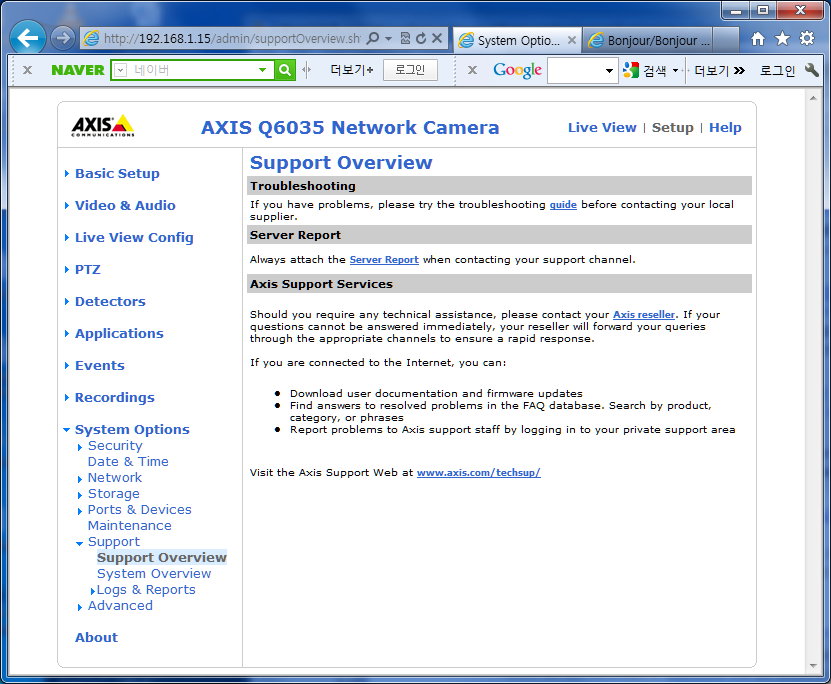 http://192.168.1.15/admin/supportOverview.sh
System Optio...
Bonjour/Bonjour ...
NAVER
네이버
더보기+
로그인
Google
검색
더보기 »
로그인
AXIS
COMMUNICATIONS
AXIS Q6035 Network Camera
Live View | Setup | Help
Basic Setup
Video & Audio
Live View Config
PTZ
Detectors
Applications
Events
Recordings
System Options
Security
Date & Time
Network
Storage
Ports & Devices
Maintenance
Support
Support Overview
System Overview
Logs & Reports
Advanced
About
Support Overview
Troubleshooting
If you have problems, please try the troubleshooting guide before contacting your local
supplier.
Server Report
Always attach the Server Report when contacting your support channel.
Axis Support Services
Should you require any technical assistance, please contact your Axis reseller. If your
questions cannot be answered immediately, your reseller will forward your queries
through the appropriate channels to ensure a rapid response.
If you are connected to the Internet, you can:
• Download user documentation and firmware updates
• Find answers to resolved problems in the FAQ database. Search by product,
category, or phrases
• Report problems to Axis support staff by logging in to your private support area
Visit the Axis Support Web at www.axis.com/techsup/